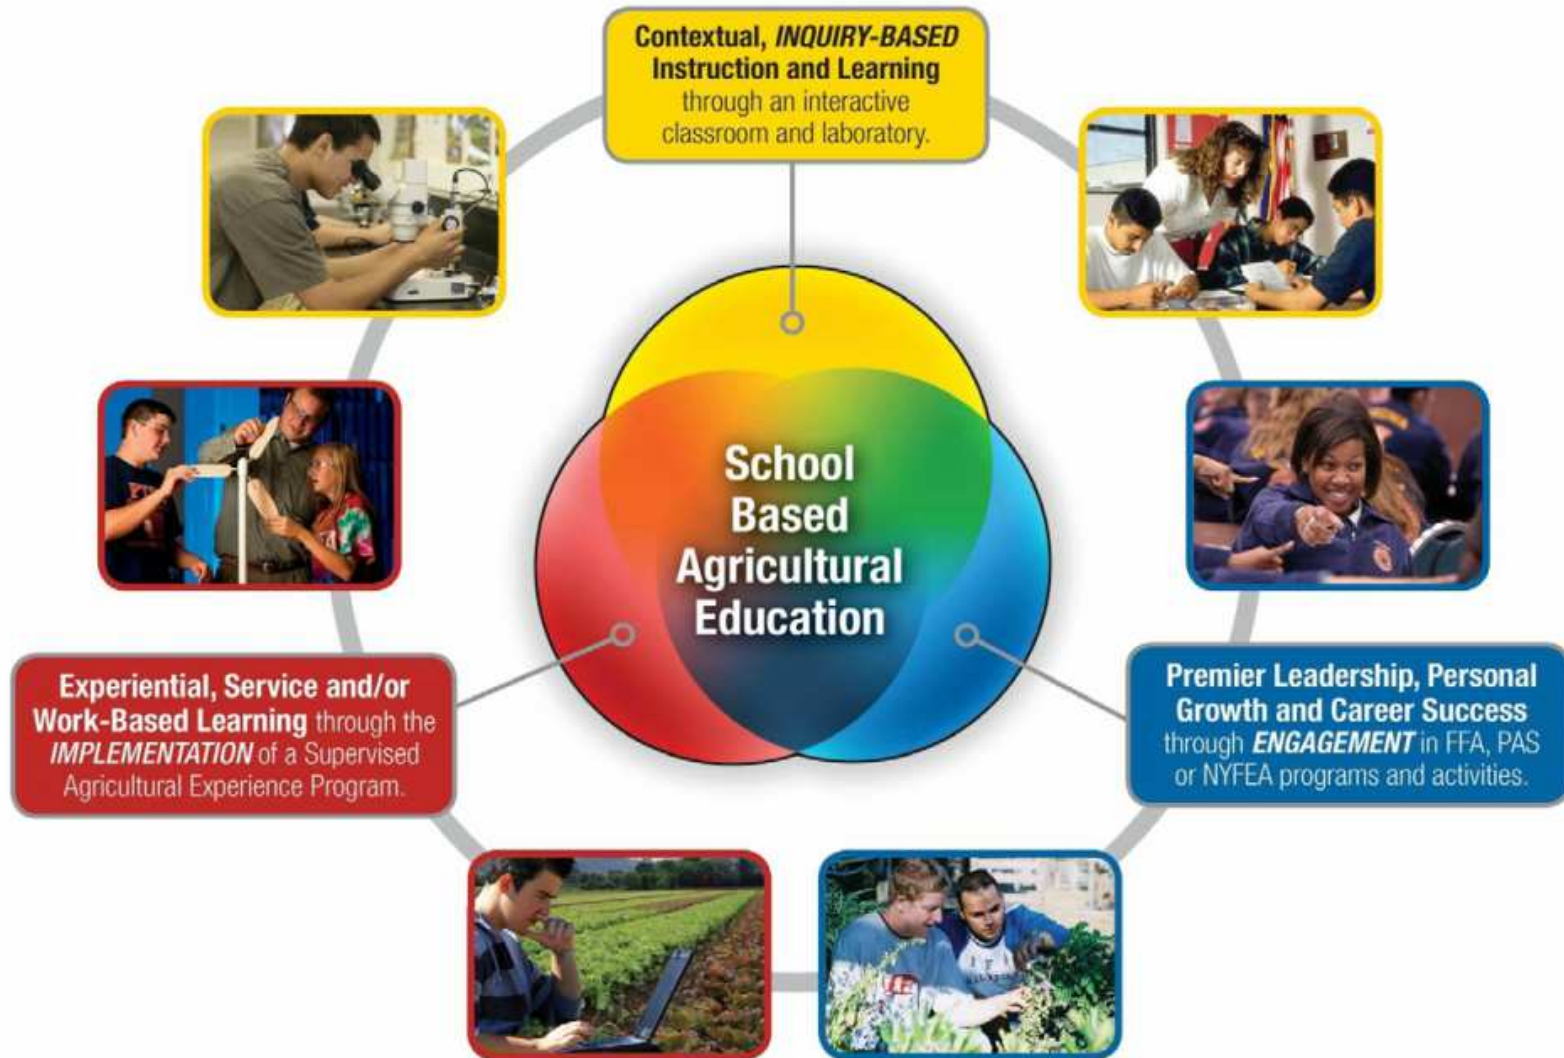 Contextual, INQUIRY-BASED
Instruction and Learning
through an interactive
classroom and laboratory.
School
Based
Agricultural
Education
Experiential, Service and/or
Work-Based Learning through the
IMPLEMENTATION of a Supervised
Agricultural Experience Program.
Premier Leadership, Personal
Growth and Career Success
through ENGAGEMENT in FFA, PAS
or NYFEA programs and activities.